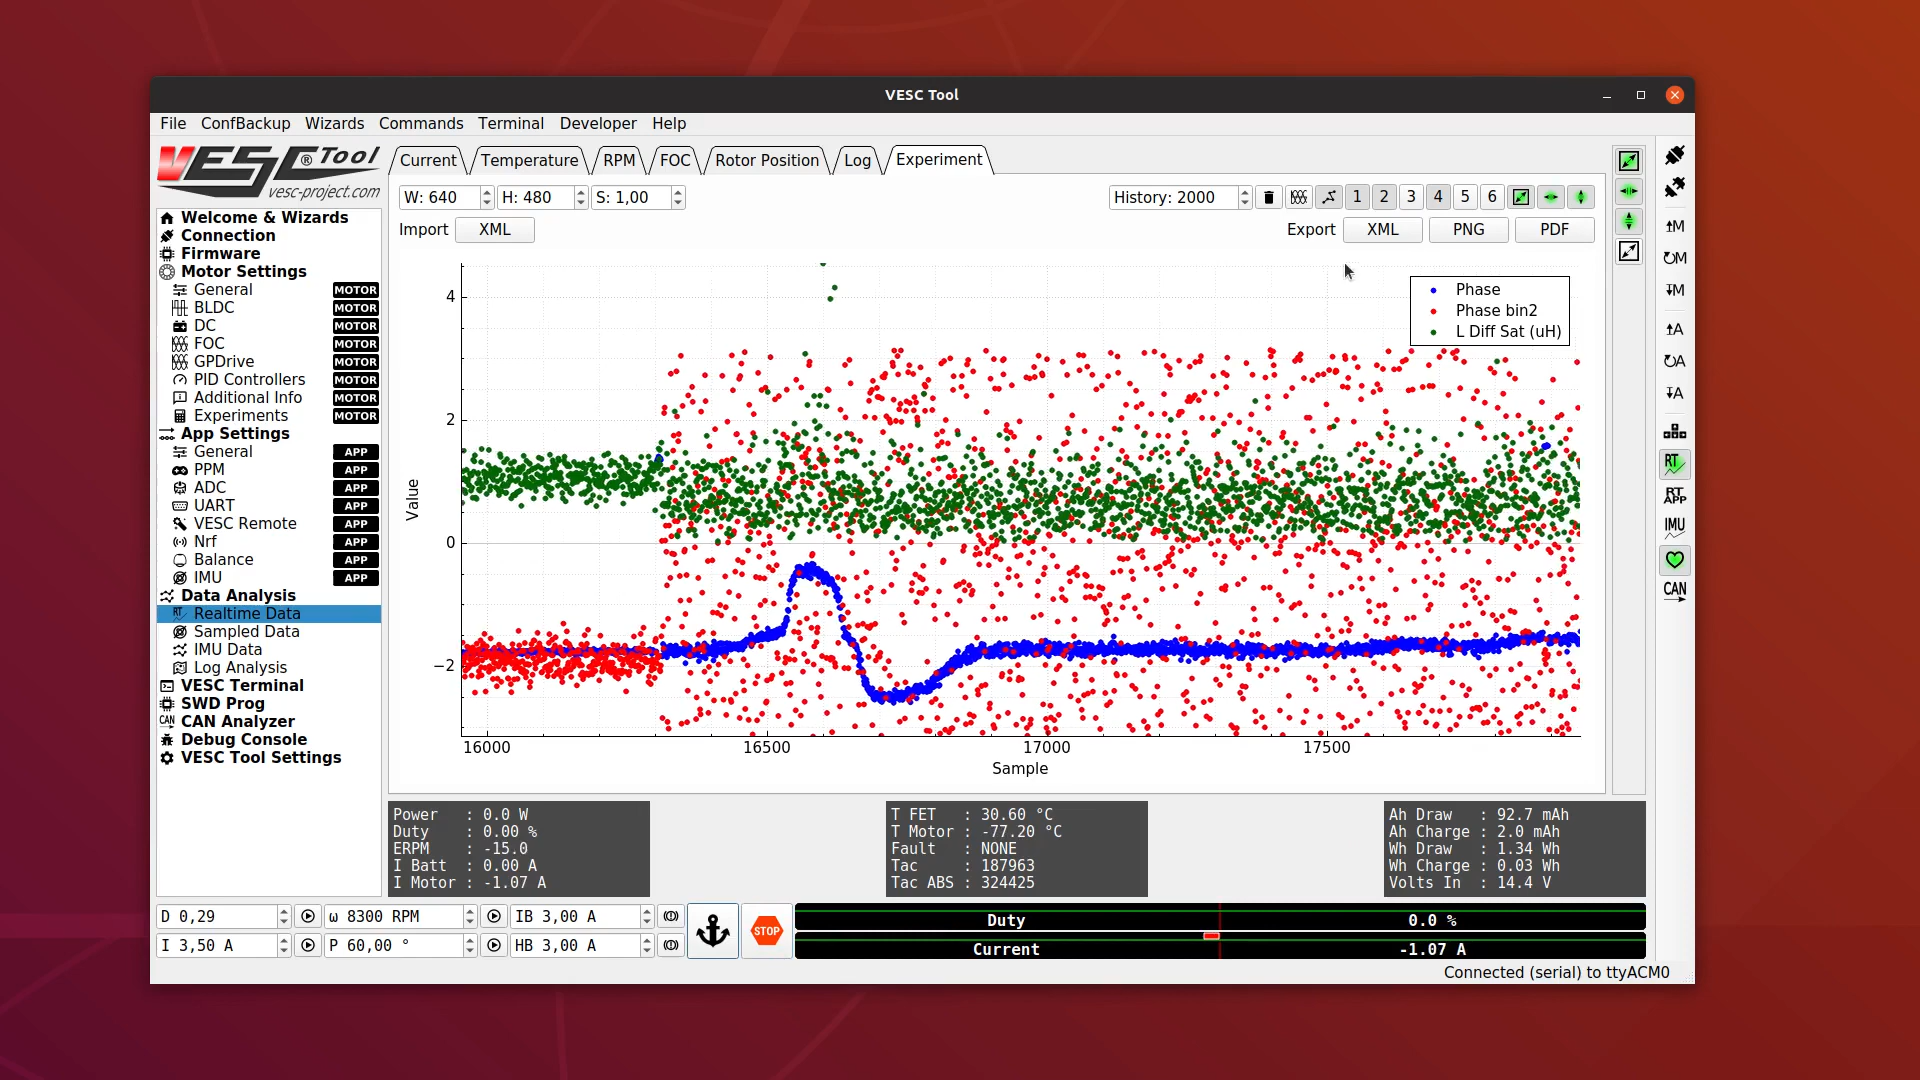 VESC Tool
File ConfBackup Wizards Commands Terminal Developer Help
VESC® Tool
vesc-project.com
Current Temperature RPM FOC Rotor Position Log Experiment
W: 640 H: 480 S: 1,00 History: 2000 1 2 3 4 5 6
Import XML Export XML PNG PDF
Welcome & Wizards
Connection
Firmware
Motor Settings
General MOTOR
BLDC MOTOR
DC MOTOR
FOC MOTOR
GPDrive MOTOR
PID Controllers MOTOR
Additional Info MOTOR
Experiments MOTOR
App Settings
General APP
PPM APP
ADC APP
UART APP
VESC Remote APP
Nrf APP
Balance APP
IMU APP
Data Analysis
RT Realtime Data
Sampled Data
IMU Data
Log Analysis
VESC Terminal
SWD Prog
CAN CAN Analyzer
Debug Console
VESC Tool Settings
Phase
Phase bin2
L Diff Sat (uH)
Value
4
2
0
−2
16000 16500 17000 17500
Sample
M
M
M
A
A
A
RT
RT
APP
IMU
CAN
Power : 0.0 W
Duty : 0.00 %
ERPM : -15.0
I Batt : 0.00 A
I Motor : -1.07 A
T FET : 30.60 °C
T Motor : -77.20 °C
Fault : NONE
Tac : 187963
Tac ABS : 324425
Ah Draw : 92.7 mAh
Ah Charge : 2.0 mAh
Wh Draw : 1.34 Wh
Wh Charge : 0.03 Wh
Volts In : 14.4 V
D 0,29 ω 8300 RPM IB 3,00 A
I 3,50 A P 60,00 ° HB 3,00 A
STOP
Duty 0.0 %
Current -1.07 A
Connected (serial) to ttyACM0